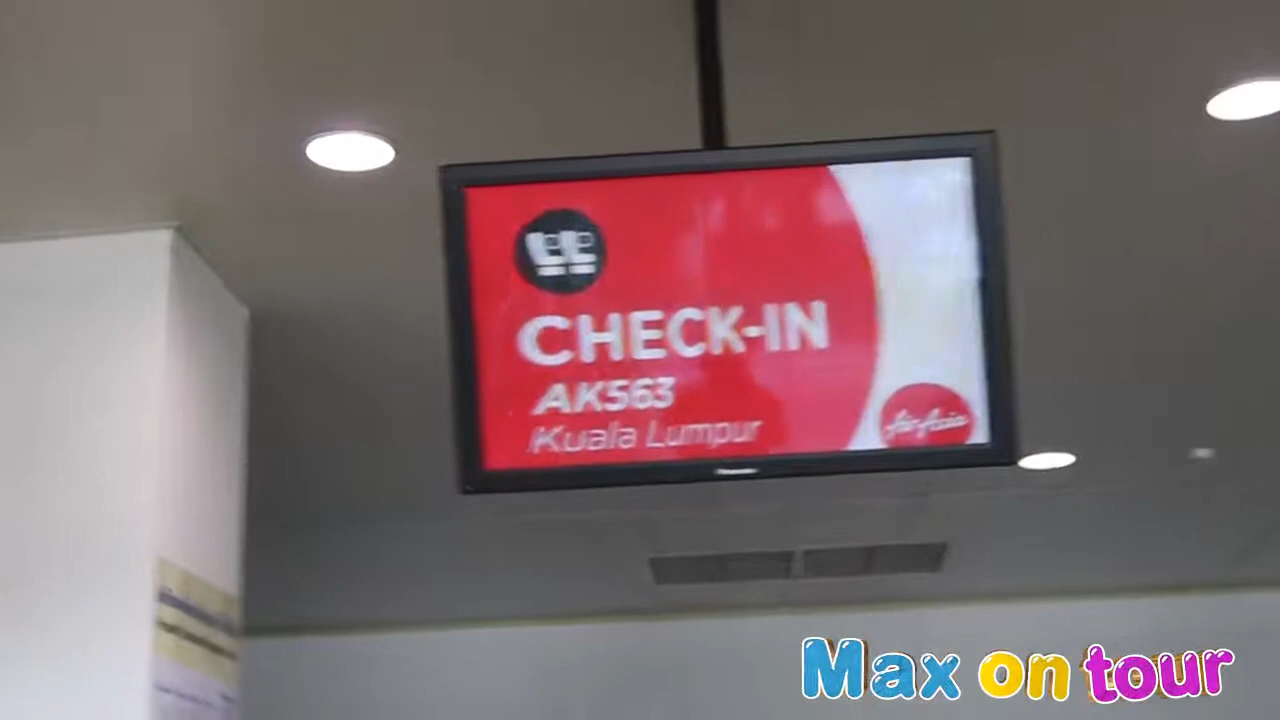 CHECK-IN
AK563
Kuala Lumpur
AirAsia
Max on tour